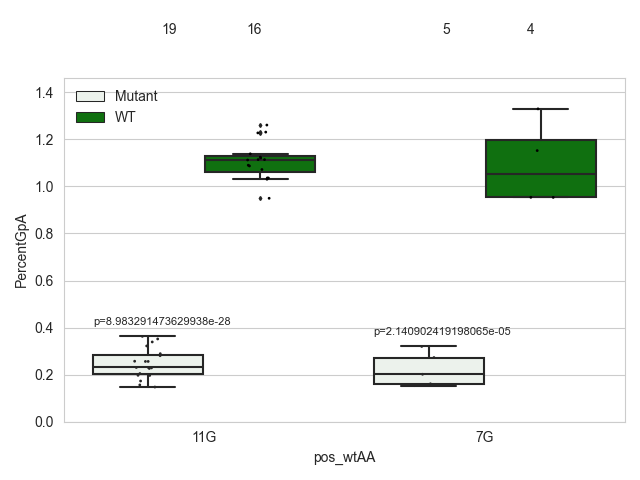 19 16 5 4
1.4
1.2
1.0
0.8
0.6
0.4
0.2
0.0
PercentGpA
Mutant
WT
p=8.983291473629938e-28
p=2.140902419198065e-05
11G 7G
pos_wtAA